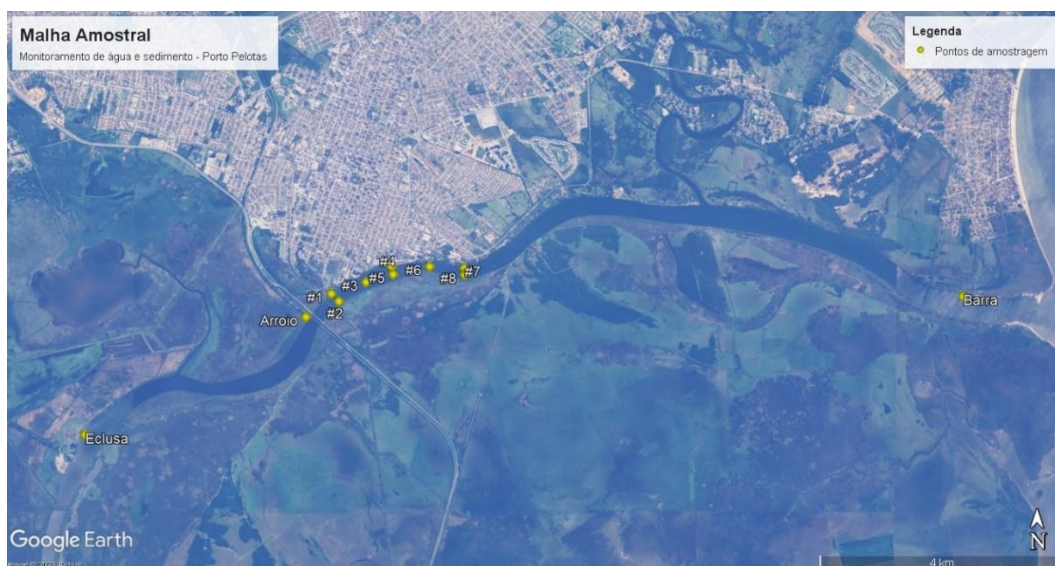 Malha Amostral
Monitoramento de água e sedimento - Porto Pelotas
Legenda
Pontos de amostragem
#4
#5
#6
#7
#8
#3
#1
#2
Arroio
Barra
Eclusa
Google Earth
N
4 km